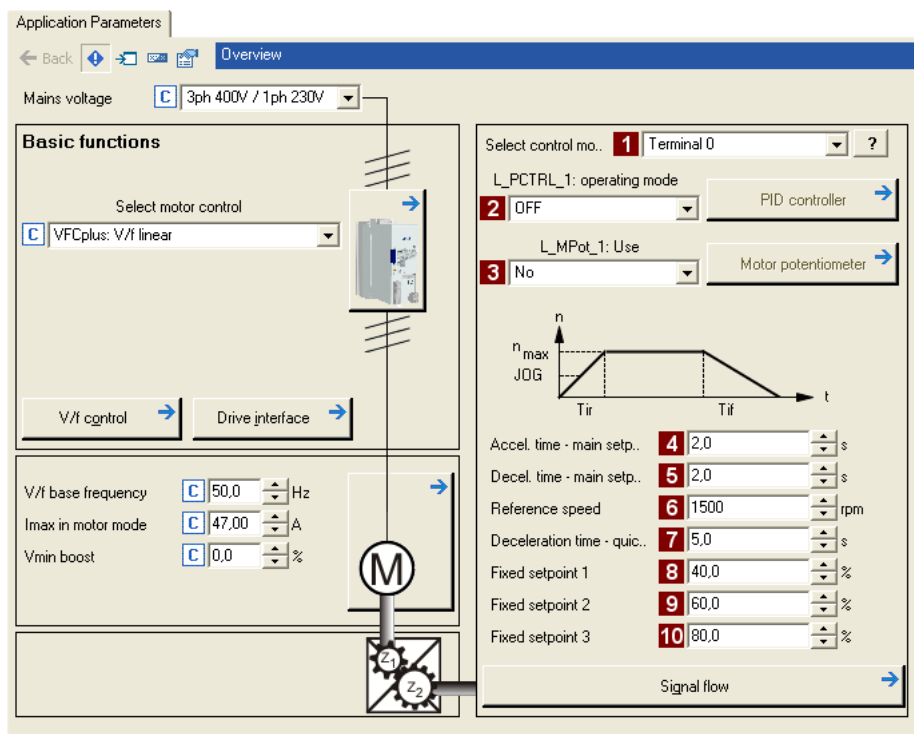 Application Parameters
Back
Overview
Mains voltage C 3ph 400V / 1ph 230V
Basic functions
Select motor control
C VFCplus: V/f linear
V/f control Drive interface
V/f base frequency C 50,0 Hz
Imax in motor mode C 47,00 A
Vmin boost C 0,0 %
M
Z1
Z2
Select control mo.. 1 Terminal 0 ?
L_PCTRL_1: operating mode
2 OFF PID controller
L_MPot_1: Use
3 No Motor potentiometer
n
n max
JOG
t
Tir Tif
Accel. time - main setp.. 4 2,0 s
Decel. time - main setp.. 5 2,0 s
Reference speed 6 1500 rpm
Deceleration time - quic.. 7 5,0 s
Fixed setpoint 1 8 40,0 %
Fixed setpoint 2 9 60,0 %
Fixed setpoint 3 10 80,0 %
Signal flow